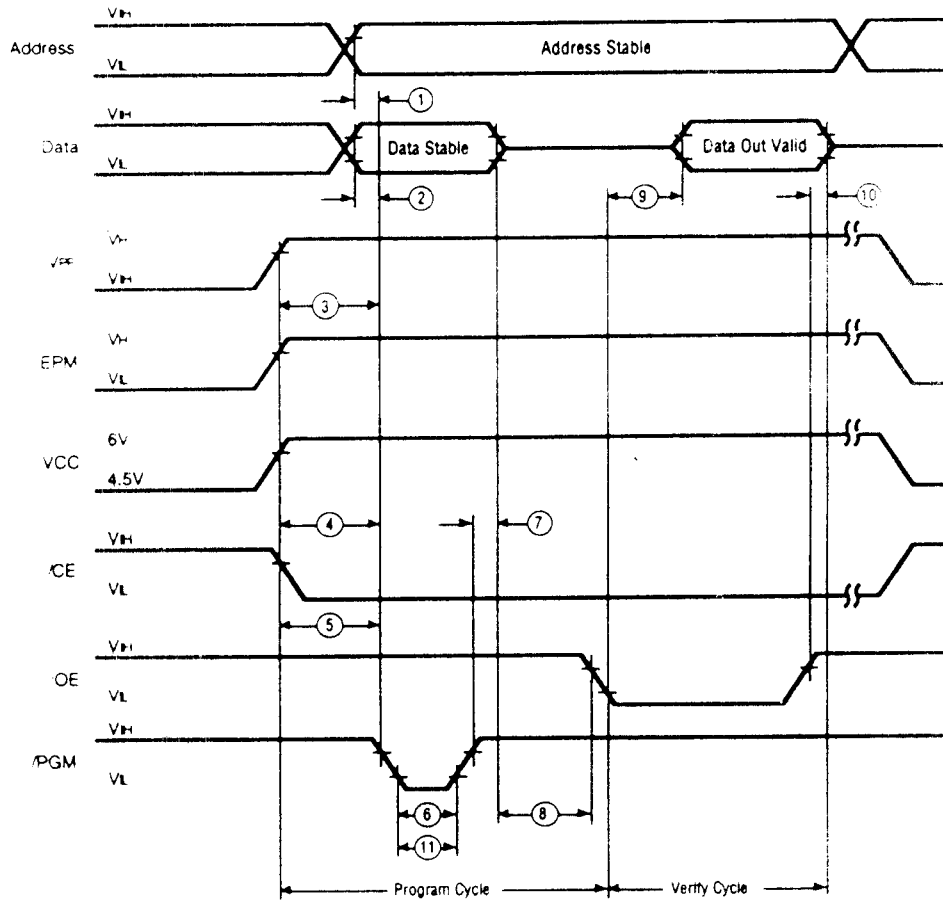 VIH
Address
Address Stable
VIL
1
VIH
Data
Data Stable
Data Out Valid
VIL
2
9
10
VH
VPP
VIH
3
VH
EPM
VIL
6V
VCC
4.5V
4
7
VIH
/CE
VIL
5
VIH
OE
VIL
VIH
/PGM
VIL
6
8
11
Program Cycle
Verify Cycle